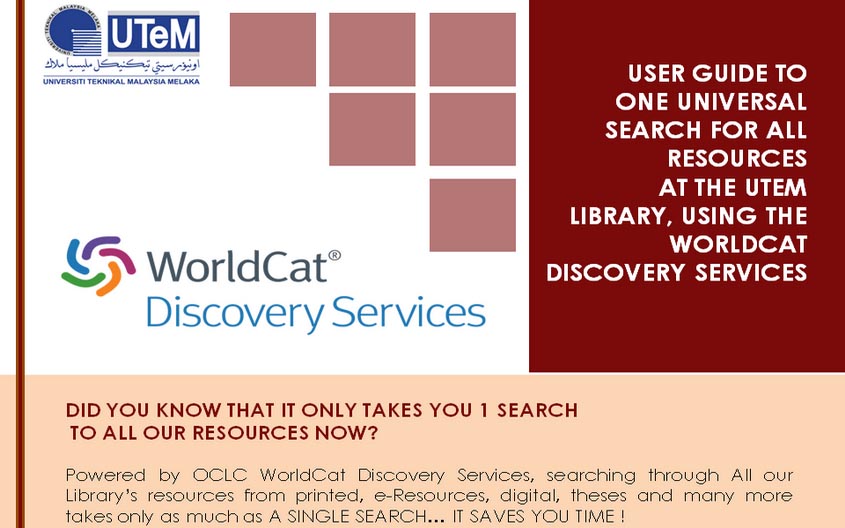 UTeM
اونيۏرسيتي تيكنيكل مليسيا ملاك
UNIVERSITI TEKNIKAL MALAYSIA MELAKA
USER GUIDE TO
ONE UNIVERSAL
SEARCH FOR ALL
RESOURCES
AT THE UTEM
LIBRARY, USING THE
WORLDCAT
DISCOVERY SERVICES
WorldCat®
Discovery Services
DID YOU KNOW THAT IT ONLY TAKES YOU 1 SEARCH
TO ALL OUR RESOURCES NOW?
Powered by OCLC WorldCat Discovery Services, searching through All our
Library's resources from printed, e-Resources, digital, theses and many more
takes only as much as A SINGLE SEARCH... IT SAVES YOU TIME !